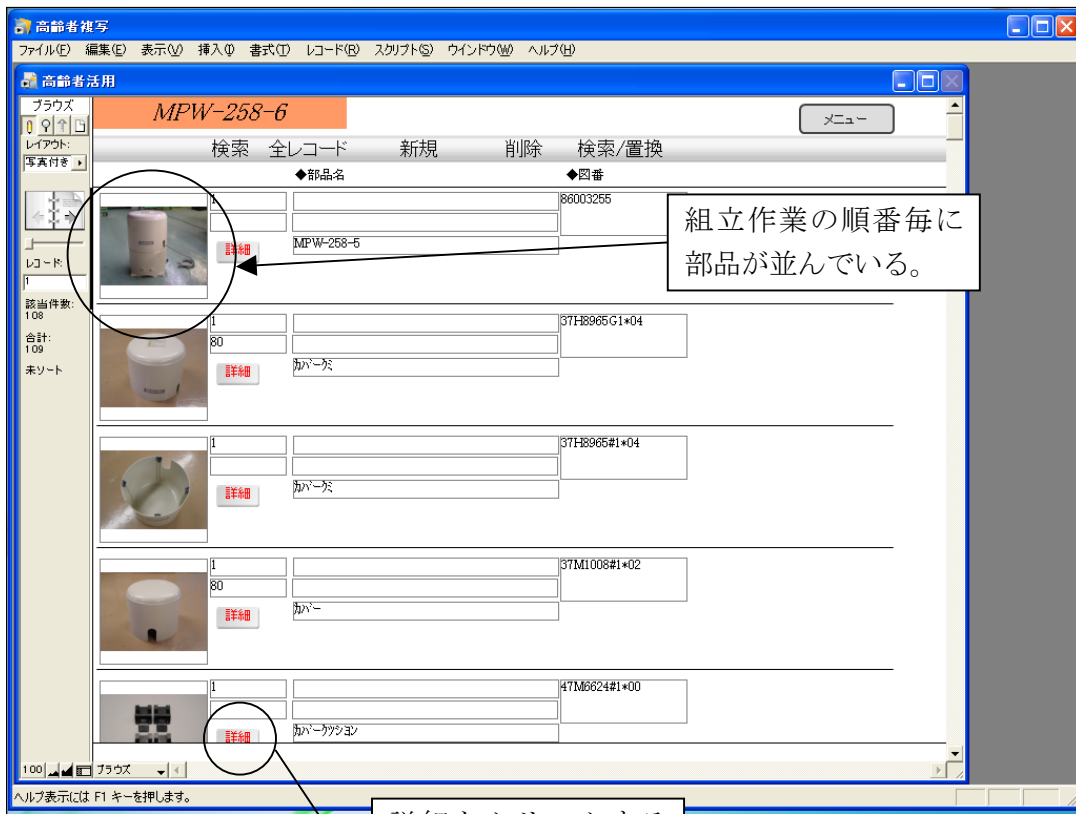 高齢者複写
ファイル(F) 編集(E) 表示(V) 挿入(I) 書式(T) レコード(R) スクリプト(S) ウインドウ(W) ヘルプ(H)
高齢者活用
ブラウズ
レイアウト:
写真付き
レコード:
1
該当件数:
108
合計:
109
未ソート
MPW-258-6
メニュー
検索 全レコード 新規 削除 検索/置換
◆部品名 ◆図番
1 86003255
詳細 MPW-258-5
組立作業の順番毎に
部品が並んでいる。
1 37H8965G1*04
80
詳細 ｶﾊﾞｰｸﾐ
1 37H8965#1*04
詳細 ｶﾊﾞｰｸﾐ
1 37M1008#1*02
80
詳細 ｶﾊﾞｰ
1 47M6624#1*00
詳細 ｶﾊﾞｰｸｯｼｮﾝ
100 ブラウズ
ヘルプ表示には F1 キーを押します。